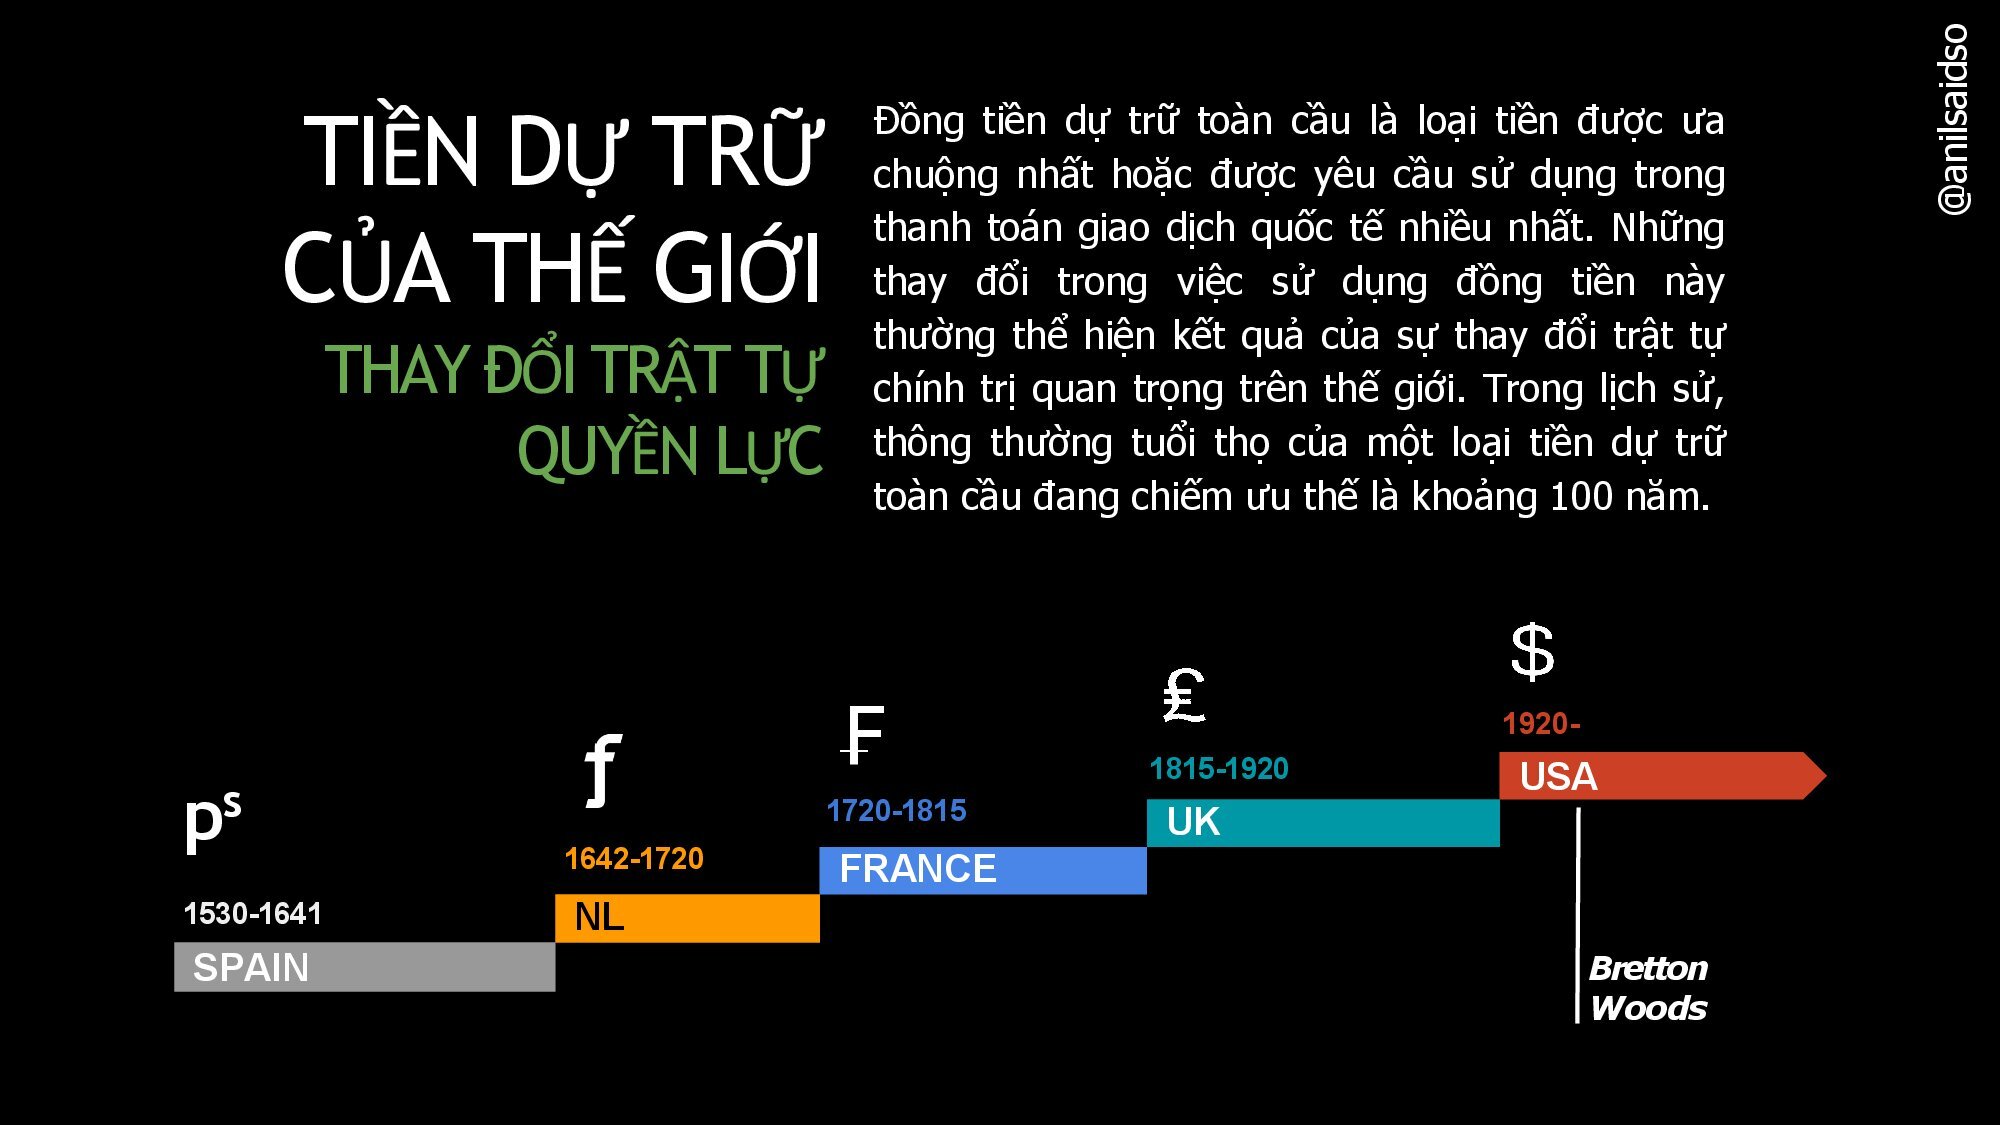 @anilsaidso
TIỀN DỰ TRỮ
CỦA THẾ GIỚI
THAY ĐỔI TRẬT TỰ
QUYỀN LỰC
Đồng tiền dự trữ toàn cầu là loại tiền được ưa
chuộng nhất hoặc được yêu cầu sử dụng trong
thanh toán giao dịch quốc tế nhiều nhất. Những
thay đổi trong việc sử dụng đồng tiền này
thường thể hiện kết quả của sự thay đổi trật tự
chính trị quan trọng trên thế giới. Trong lịch sử,
thông thường tuổi thọ của một loại tiền dự trữ
toàn cầu đang chiếm ưu thế là khoảng 100 năm.
pˢ
1530-1641
SPAIN
ƒ
1642-1720
NL
₣
1720-1815
FRANCE
₤
1815-1920
UK
$
1920-
USA
Bretton
Woods